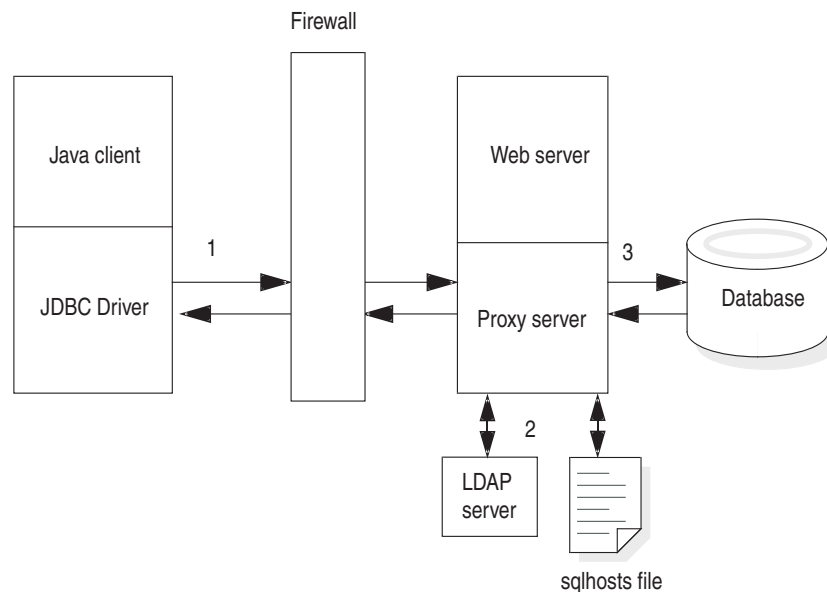 Firewall
Java client
Web server
1
3
JDBC Driver
Proxy server
Database
2
LDAP
server
sqlhosts file